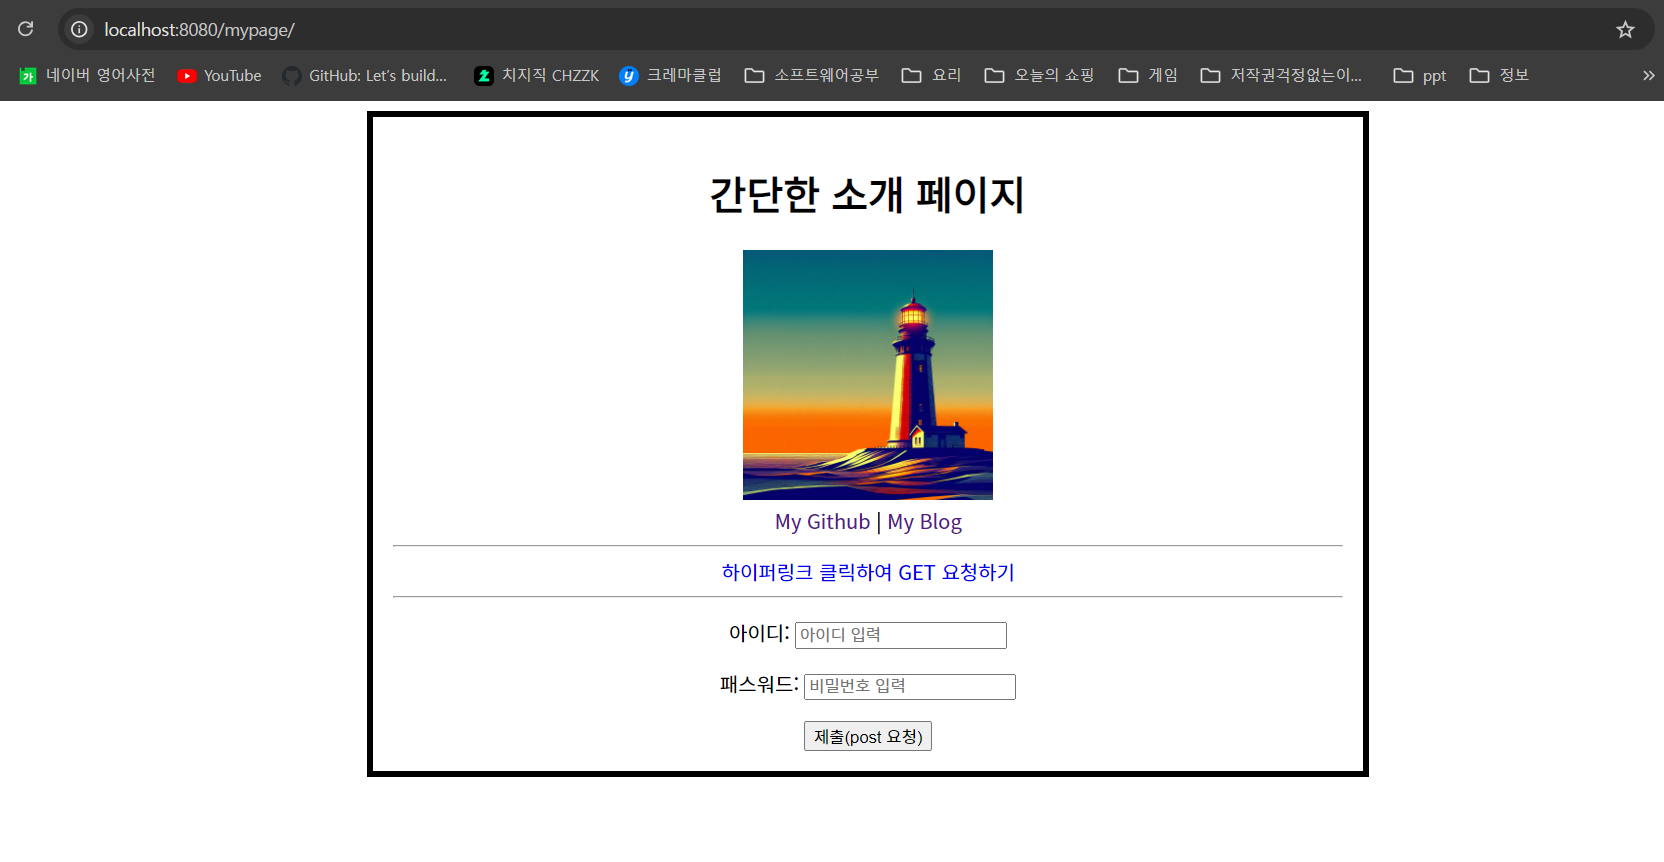 localhost:8080/mypage/
네이버 영어사전 YouTube GitHub: Let's build... 치지직 CHZZK 크레마클럽 소프트웨어공부 요리 오늘의 쇼핑 게임 저작권걱정없는이... ppt 정보
간단한 소개 페이지
My Github | My Blog
하이퍼링크 클릭하여 GET 요청하기
아이디: 아이디 입력
패스워드: 비밀번호 입력
제출(post 요청)